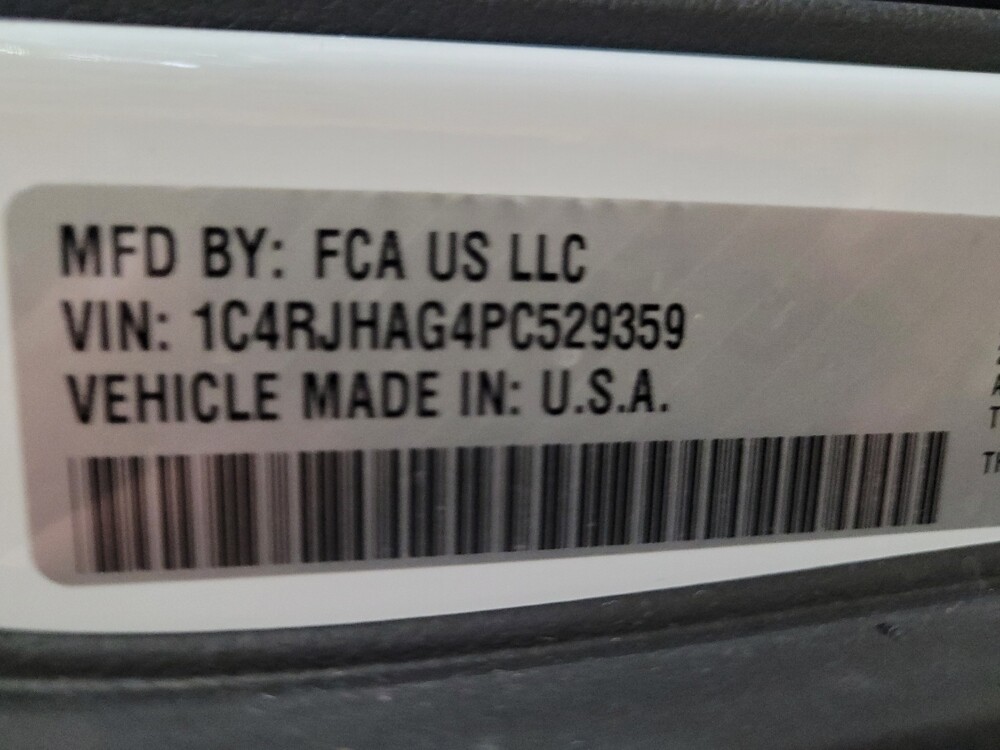 MFD BY: FCA US LLC
VIN: 1C4RJHAG4PC529359
VEHICLE MADE IN: U.S.A.